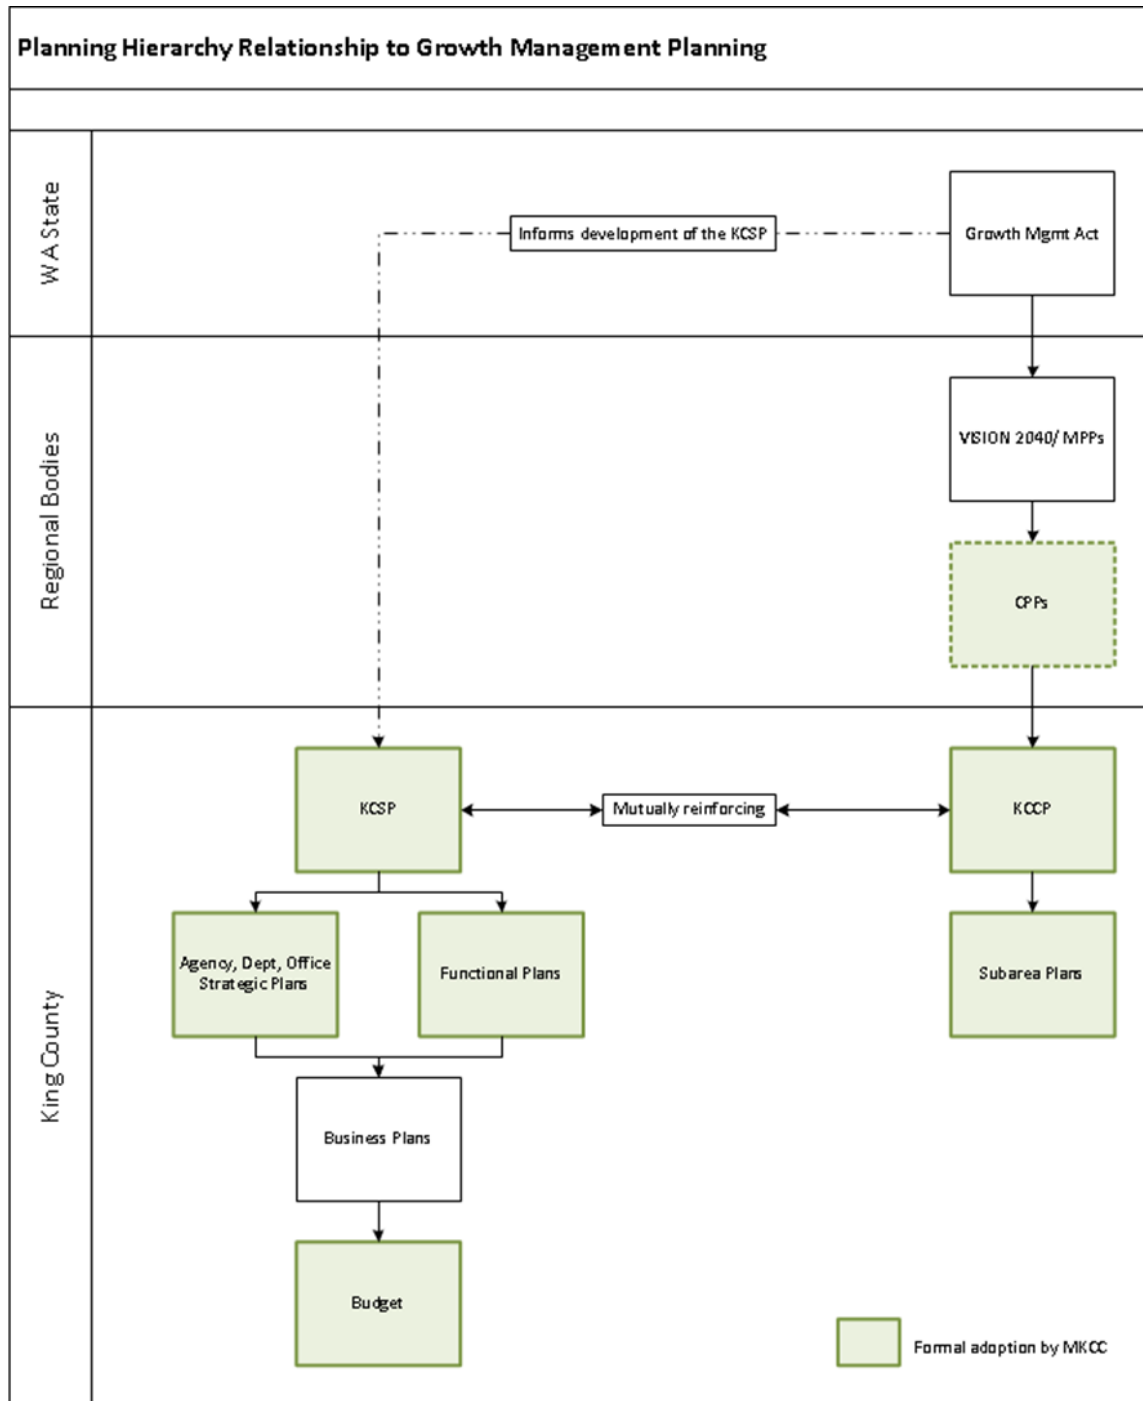 Planning Hierarchy Relationship to Growth Management Planning
WA State
Informs development of the KCSP
Growth Mgmt Act
Regional Bodies
VISION 2040/ MPPs
CPPs
King County
KCSP
Mutually reinforcing
KCCP
Agency, Dept, Office
Strategic Plans
Functional Plans
Subarea Plans
Business Plans
Budget
Formal adoption by MKCC